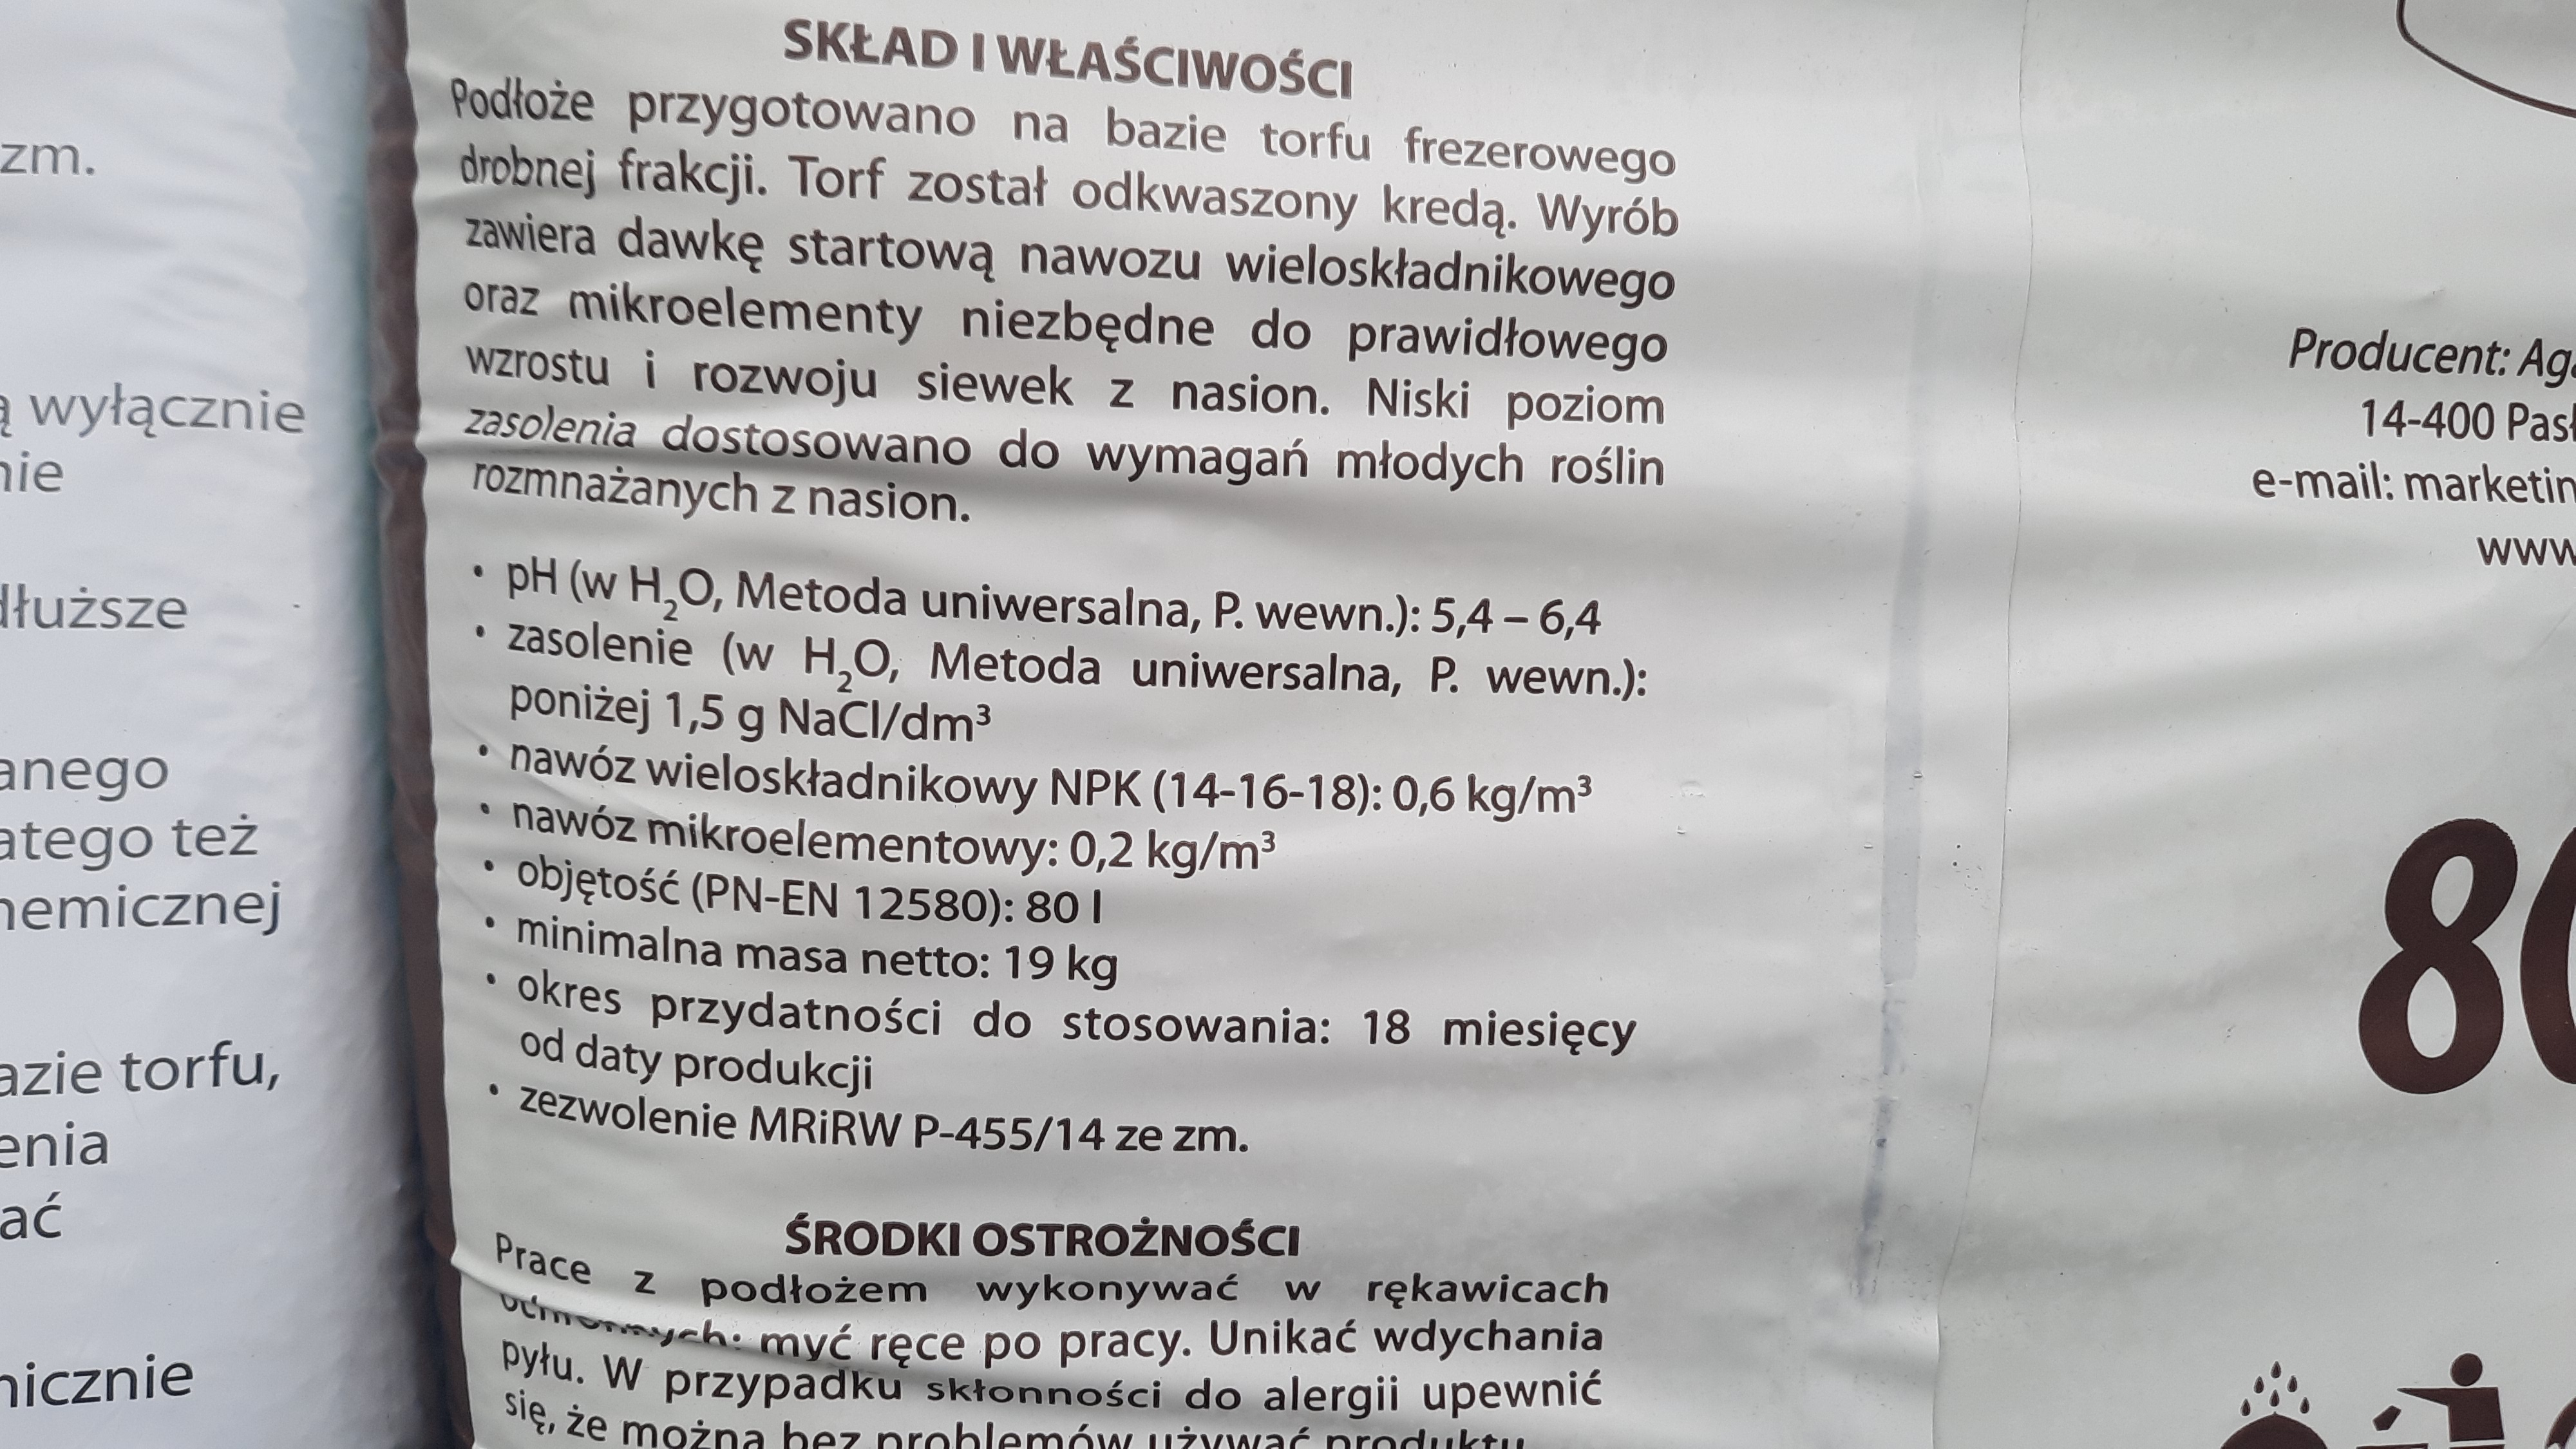 zm.
wyłącznie
nie
dłuższe
anego
atego też
hemicznej
azie torfu,
enia
ać
nicznie
SKŁAD I WŁAŚCIWOŚCI
Podłoże przygotowano na bazie torfu frezerowego
drobnej frakcji. Torf został odkwaszony kredą. Wyrób
zawiera dawkę startową nawozu wieloskładnikowego
oraz mikroelementy niezbędne do prawidłowego
wzrostu i rozwoju siewek z nasion. Niski poziom
zasolenia dostosowano do wymagań młodych roślin
rozmnażanych z nasion.
• pH (w H₂O, Metoda uniwersalna, P. wewn.): 5,4 – 6,4
• zasolenie (w H₂O, Metoda uniwersalna, P. wewn.):
poniżej 1,5 g NaCl/dm³
• nawóz wieloskładnikowy NPK (14-16-18): 0,6 kg/m³
• nawóz mikroelementowy: 0,2 kg/m³
• objętość (PN-EN 12580): 80 l
• minimalna masa netto: 19 kg
• okres przydatności do stosowania: 18 miesięcy
od daty produkcji
• zezwolenie MRiRW P-455/14 ze zm.
ŚRODKI OSTROŻNOŚCI
Prace z podłożem wykonywać w rękawicach
myć ręce po pracy. Unikać wdychania
pyłu. W przypadku skłonności do alergii upewnić
się, że można bez problemów używać produktu
Producent: Aga
14-400 Pasł
e-mail: marketin
www
80